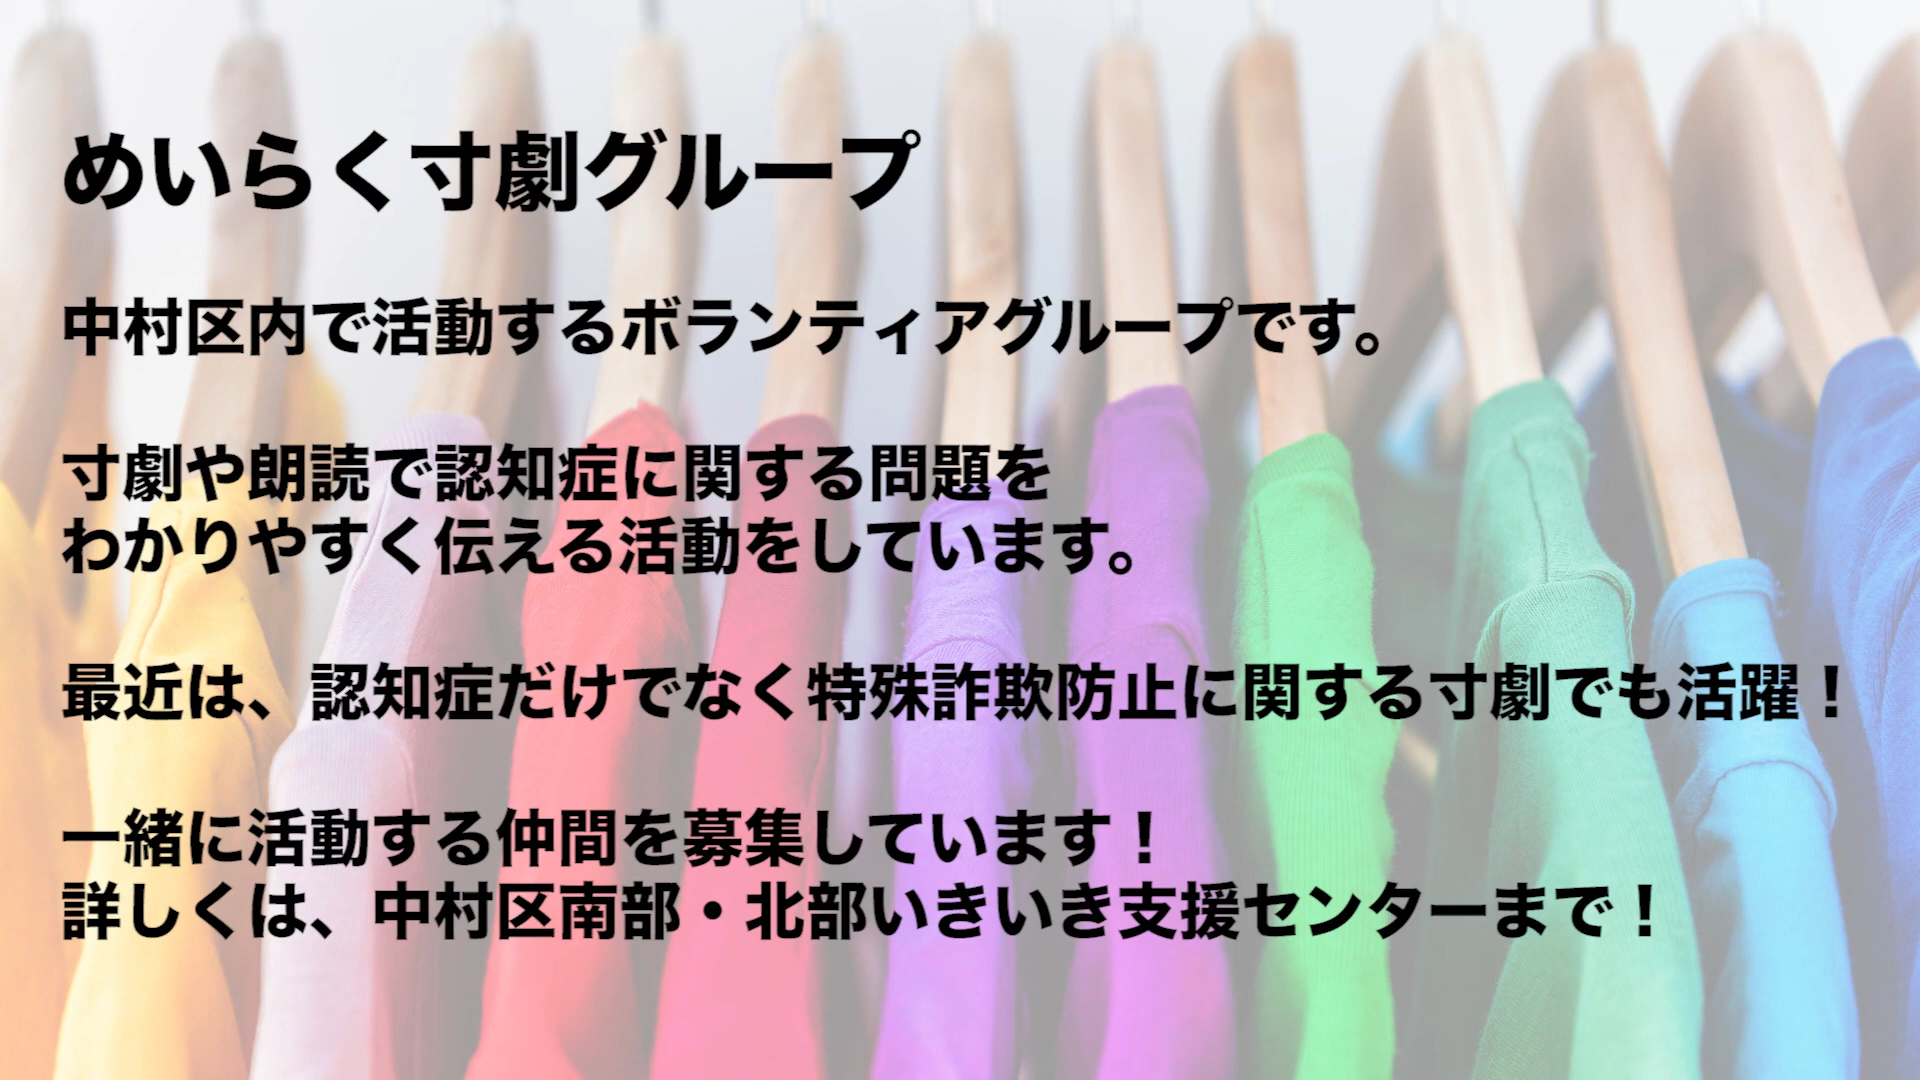 めいらく寸劇グループ
中村区内で活動するボランティアグループです。
寸劇や朗読で認知症に関する問題を
わかりやすく伝える活動をしています。
最近は、認知症だけでなく特殊詐欺防止に関する寸劇でも活躍！
一緒に活動する仲間を募集しています！
詳しくは、中村区南部・北部いきいき支援センターまで！